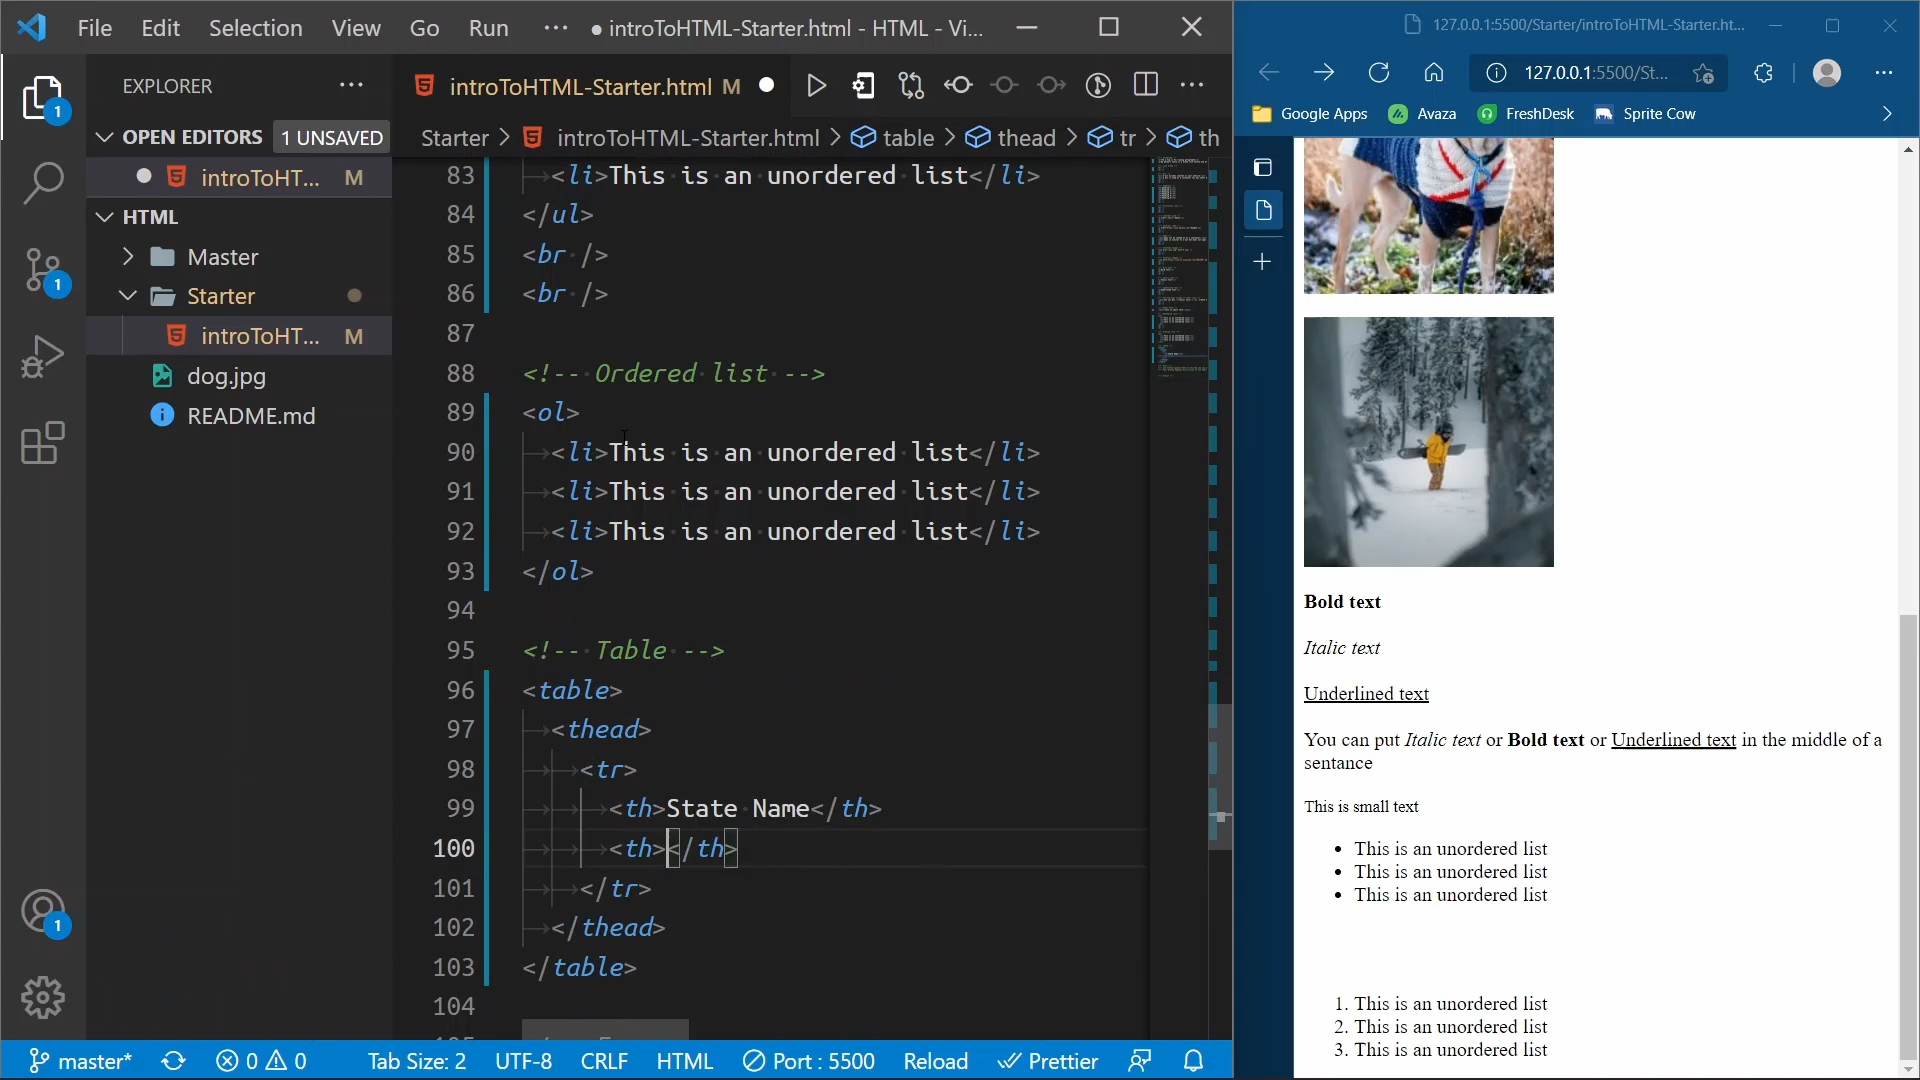 File Edit Selection View Go Run ··· ● introToHTML-Starter.html - HTML - Vi...
127.0.0.1:5500/Starter/introToHTML-Starter.ht...
EXPLORER ···
introToHTML-Starter.html M
127.0.0.1:5500/St...
Google Apps Avaza FreshDesk Sprite Cow
OPEN EDITORS 1 UNSAVED
introToHT... M
HTML
Master
Starter
introToHT... M
dog.jpg
README.md
1
1
1
Starter > introToHTML-Starter.html > table > thead > tr > th
83 <li>This is an unordered list</li>
84 </ul>
85 <br />
86 <br />
87
88 <!-- Ordered list -->
89 <ol>
90 <li>This is an unordered list</li>
91 <li>This is an unordered list</li>
92 <li>This is an unordered list</li>
93 </ol>
94
95 <!-- Table -->
96 <table>
97 <thead>
98 <tr>
99 <th>State Name</th>
100 <th></th>
101 </tr>
102 </thead>
103 </table>
104
master* 0 0 Tab Size: 2 UTF-8 CRLF HTML Port : 5500 Reload Prettier
Bold text
Italic text
Underlined text
You can put Italic text or Bold text or Underlined text in the middle of a
sentance
This is small text
• This is an unordered list
• This is an unordered list
• This is an unordered list
1. This is an unordered list
2. This is an unordered list
3. This is an unordered list